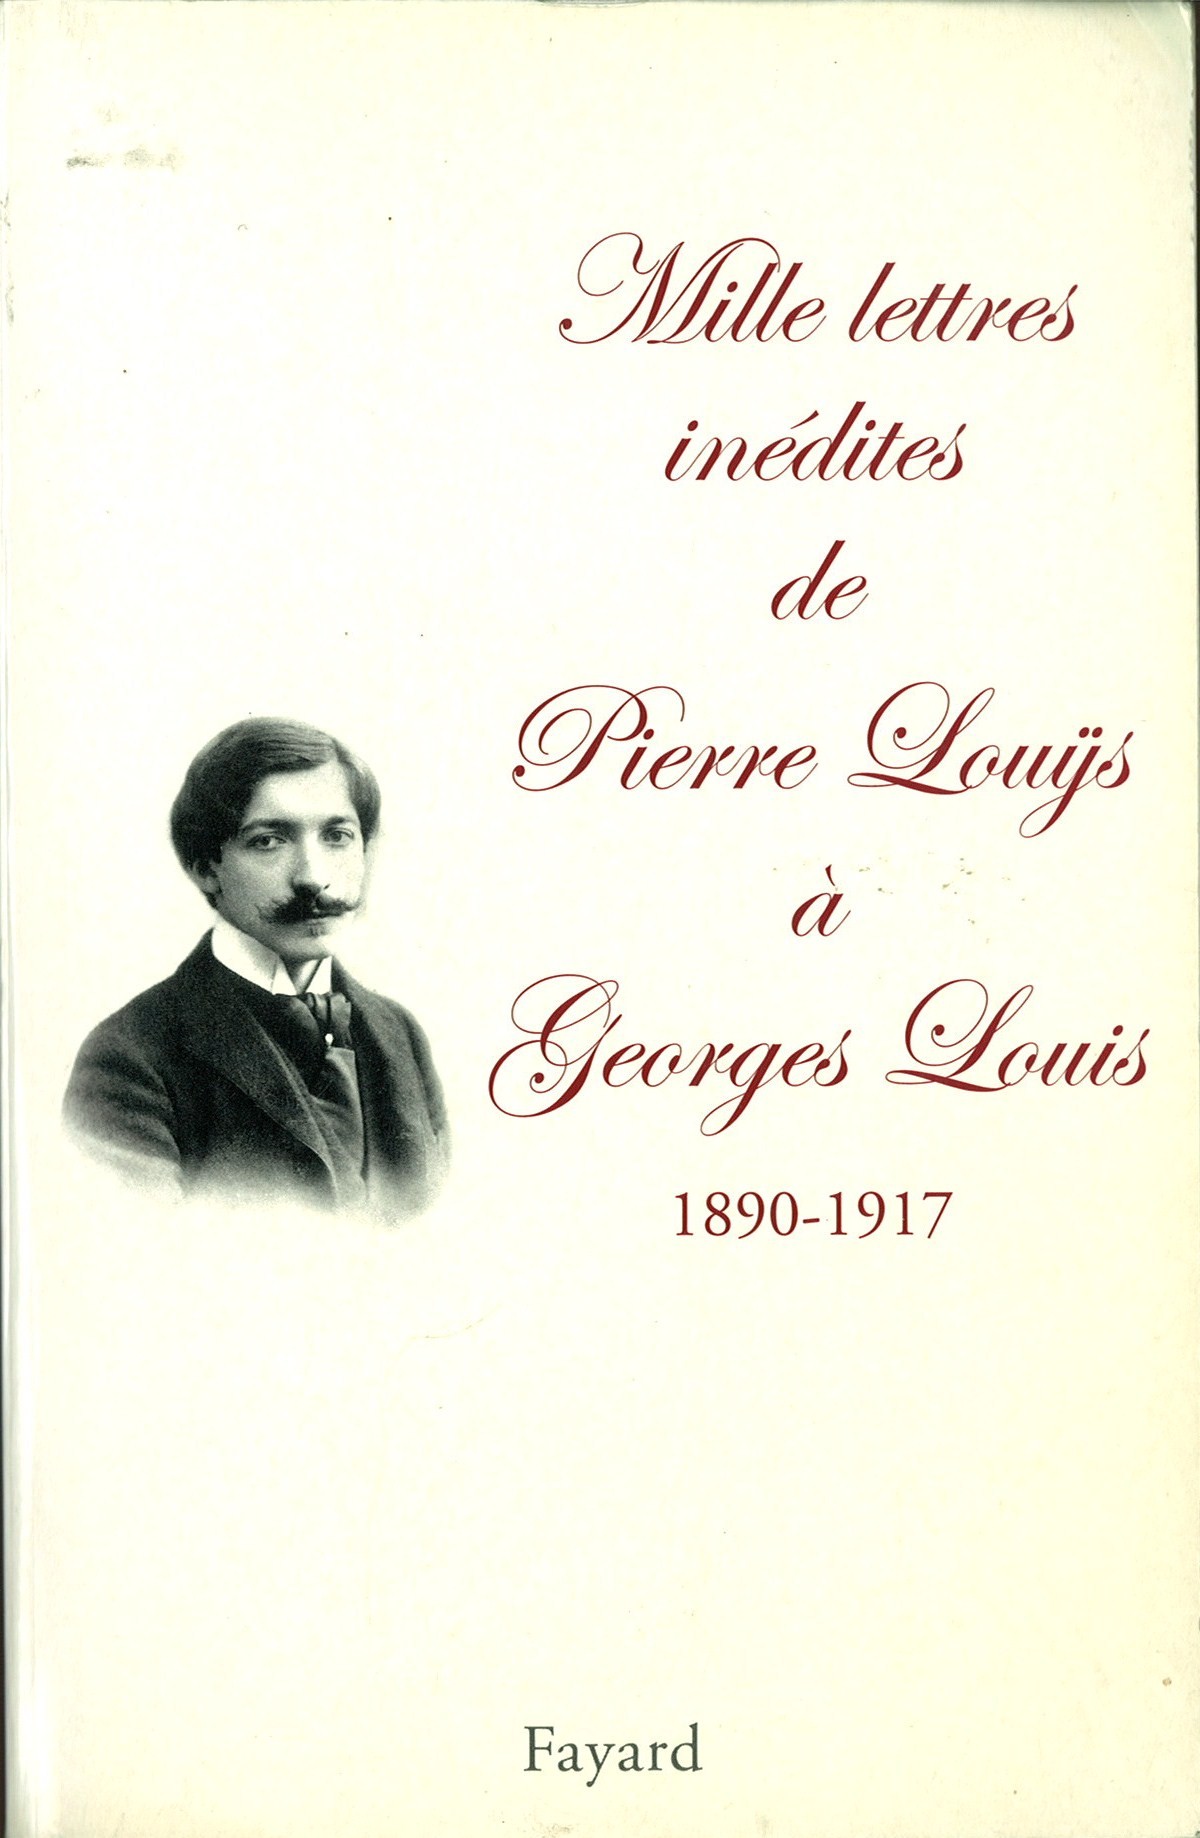 Mille lettres
inédites
de
Pierre Louÿs
à
Georges Louis
1890-1917
Fayard